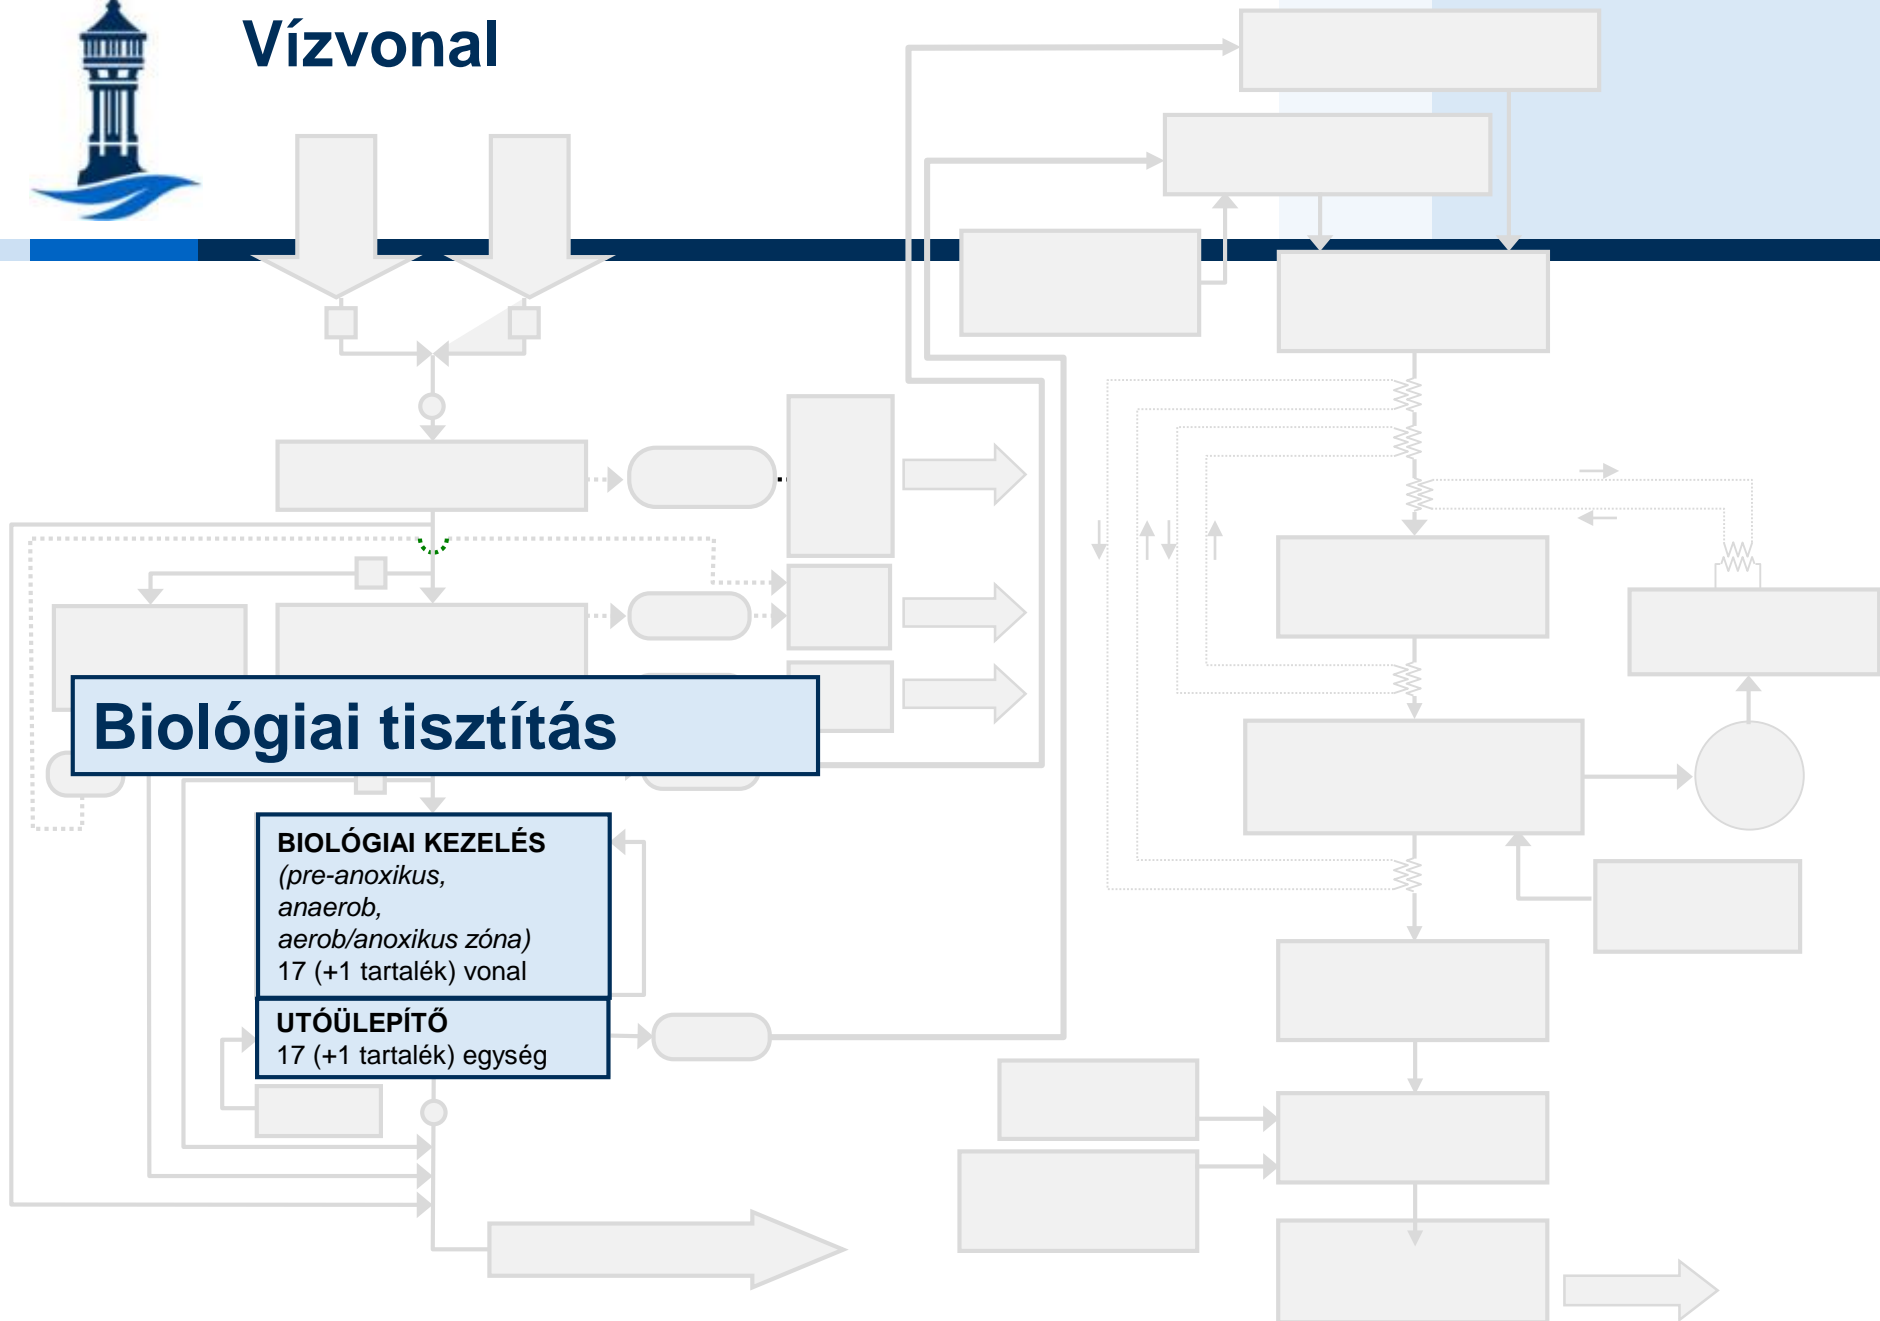 Vízvonal
Biológiai tisztítás
BIOLÓGIAI KEZELÉS
(pre-anoxikus,
anaerob,
aerob/anoxikus zóna)
17 (+1 tartalék) vonal
UTÓÜLEPÍTŐ
17 (+1 tartalék) egység